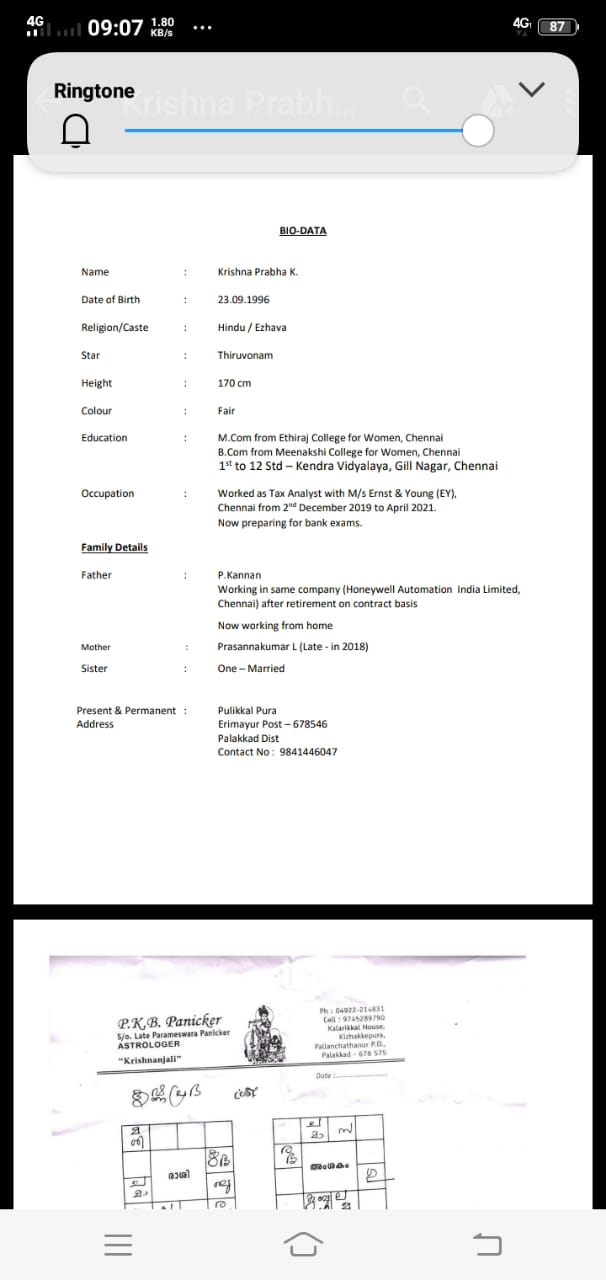 4G
09:07
1.80
KB/s
...
4G
87
Ringtone
Krishna Prabh...
BIO-DATA
Name : Krishna Prabha K.
Date of Birth : 23.09.1996
Religion/Caste : Hindu / Ezhava
Star : Thiruvonam
Height : 170 cm
Colour : Fair
Education : M.Com from Ethiraj College for Women, Chennai
B.Com from Meenakshi College for Women, Chennai
1st to 12 Std – Kendra Vidyalaya, Gill Nagar, Chennai
Occupation : Worked as Tax Analyst with M/s Ernst & Young (EY),
Chennai from 2nd December 2019 to April 2021.
Now preparing for bank exams.
Family Details
Father : P.Kannan
Working in same company (Honeywell Automation India Limited,
Chennai) after retirement on contract basis
Now working from home
Mother : Prasannakumar L (Late - in 2018)
Sister : One – Married
Present & Permanent : Pulikkal Pura
Address Erimayur Post – 678546
Palakkad Dist
Contact No : 9841446047
P.K.B. Panicker
S/o. Late Parameswara Panicker
ASTROLOGER
"Krishnanjali"
Ph : 04922-214831
Cell : 9745289790
Kalarikkal House,
Kizhakkepura,
Pallanchathanur P.O.,
Palakkad - 678 575
Date :
രാശി
അംശകം